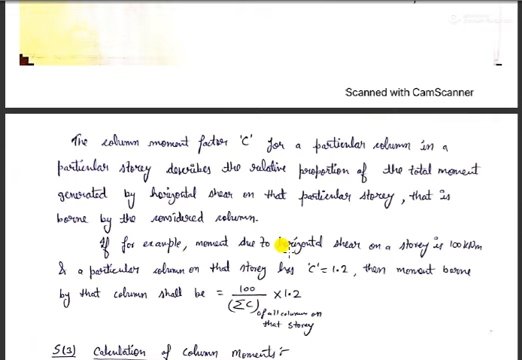 Scanned with CamScanner
The column moment factor 'C' for a particular column in a
particular storey describes the relative proportion of the total moment
generated by horizontal shear on that particular storey, that is
borne by the considered column.
If for example, moment due to horizontal shear on a storey is 100 kNm
& a particular column on that storey has 'C' = 1.2, then moment borne
by that column shall be = 100/(ΣC) × 1.2
of all column on
that storey
S(3) Calculation of column moments:-